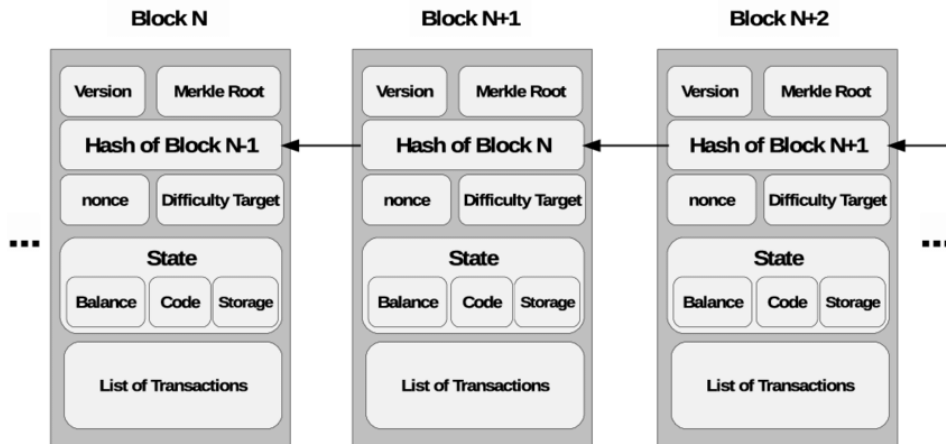 Block N
Block N+1
Block N+2
Version
Merkle Root
Version
Merkle Root
Version
Merkle Root
Hash of Block N-1
Hash of Block N
Hash of Block N+1
nonce
Difficulty Target
nonce
Difficulty Target
nonce
Difficulty Target
...
...
State
State
State
Balance
Code
Storage
Balance
Code
Storage
Balance
Code
Storage
List of Transactions
List of Transactions
List of Transactions